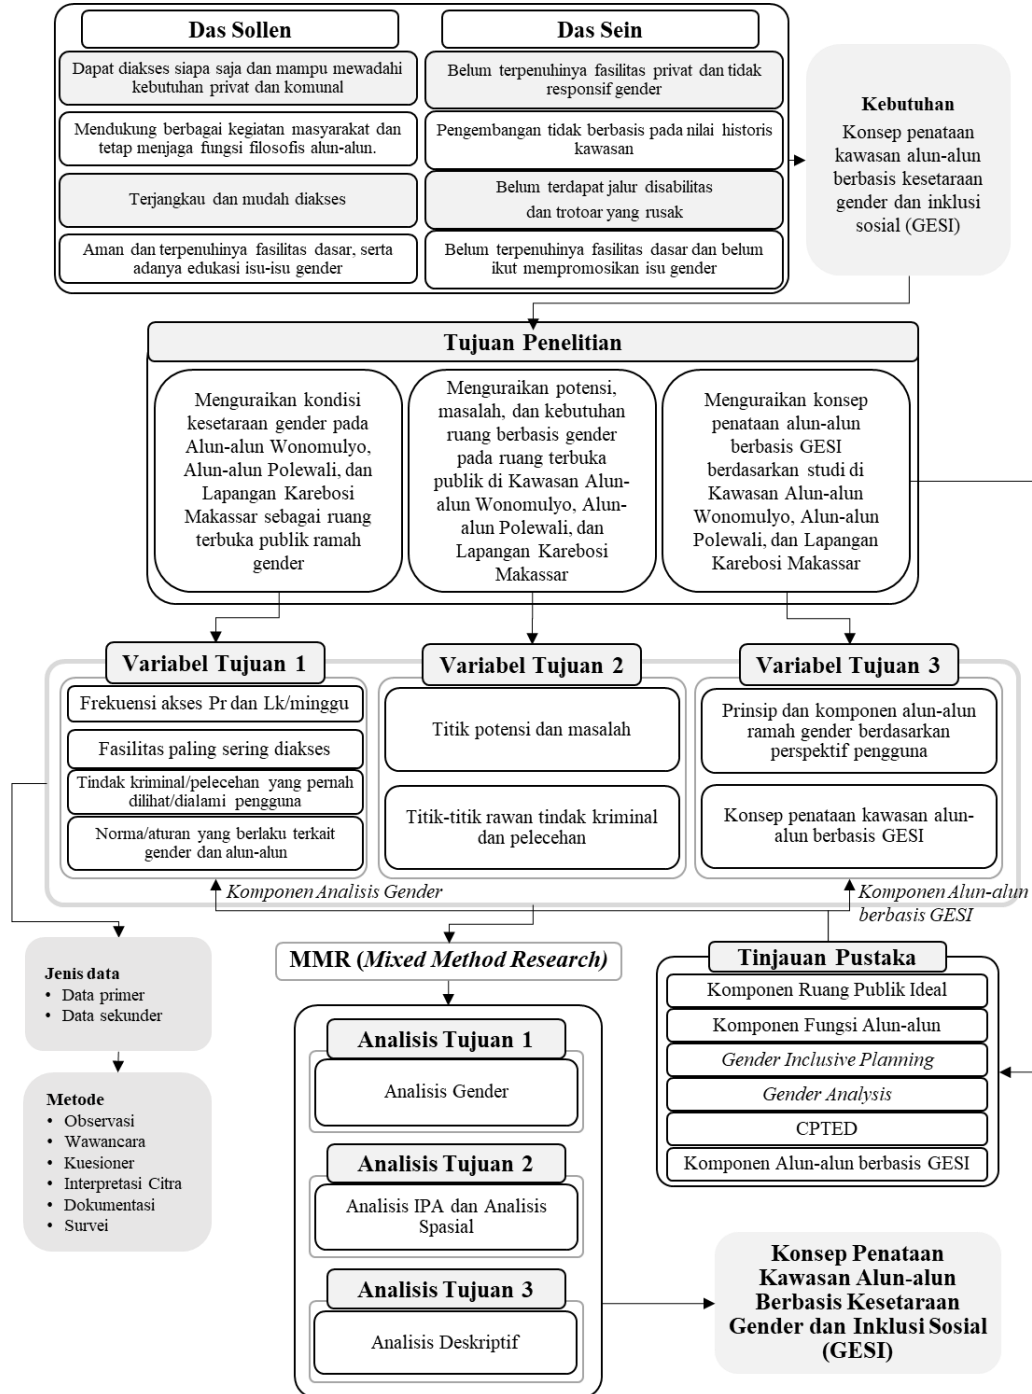 Das Sollen
Dapat diakses siapa saja dan mampu mewadahi
kebutuhan privat dan komunal
Mendukung berbagai kegiatan masyarakat dan
tetap menjaga fungsi filosofis alun-alun.
Terjangkau dan mudah diakses
Aman dan terpenuhinya fasilitas dasar, serta
adanya edukasi isu-isu gender
Das Sein
Belum terpenuhinya fasilitas privat dan tidak
responsif gender
Pengembangan tidak berbasis pada nilai historis
kawasan
Belum terdapat jalur disabilitas
dan trotoar yang rusak
Belum terpenuhinya fasilitas dasar dan belum
ikut mempromosikan isu gender
Kebutuhan
Konsep penataan
kawasan alun-alun
berbasis kesetaraan
gender dan inklusi
sosial (GESI)
Tujuan Penelitian
Menguraikan kondisi
kesetaraan gender pada
Alun-alun Wonomulyo,
Alun-alun Polewali, dan
Lapangan Karebosi
Makassar sebagai ruang
terbuka publik ramah
gender
Menguraikan potensi,
masalah, dan kebutuhan
ruang berbasis gender
pada ruang terbuka
publik di Kawasan Alun-
alun Wonomulyo, Alun-
alun Polewali, dan
Lapangan Karebosi
Makassar
Menguraikan konsep
penataan alun-alun
berbasis GESI
berdasarkan studi di
Kawasan Alun-alun
Wonomulyo, Alun-alun
Polewali, dan Lapangan
Karebosi Makassar
Variabel Tujuan 1
Frekuensi akses Pr dan Lk/minggu
Fasilitas paling sering diakses
Tindak kriminal/pelecehan yang pernah
dilihat/dialami pengguna
Norma/aturan yang berlaku terkait
gender dan alun-alun
Variabel Tujuan 2
Titik potensi dan masalah
Titik-titik rawan tindak kriminal
dan pelecehan
Variabel Tujuan 3
Prinsip dan komponen alun-alun
ramah gender berdasarkan
perspektif pengguna
Konsep penataan kawasan alun-
alun berbasis GESI
Komponen Analisis Gender
Komponen Alun-alun
berbasis GESI
Jenis data
• Data primer
• Data sekunder
Metode
• Observasi
• Wawancara
• Kuesioner
• Interpretasi Citra
• Dokumentasi
• Survei
MMR (Mixed Method Research)
Analisis Tujuan 1
Analisis Gender
Analisis Tujuan 2
Analisis IPA dan Analisis
Spasial
Analisis Tujuan 3
Analisis Deskriptif
Tinjauan Pustaka
Komponen Ruang Publik Ideal
Komponen Fungsi Alun-alun
Gender Inclusive Planning
Gender Analysis
CPTED
Komponen Alun-alun berbasis GESI
Konsep Penataan
Kawasan Alun-alun
Berbasis Kesetaraan
Gender dan Inklusi Sosial
(GESI)